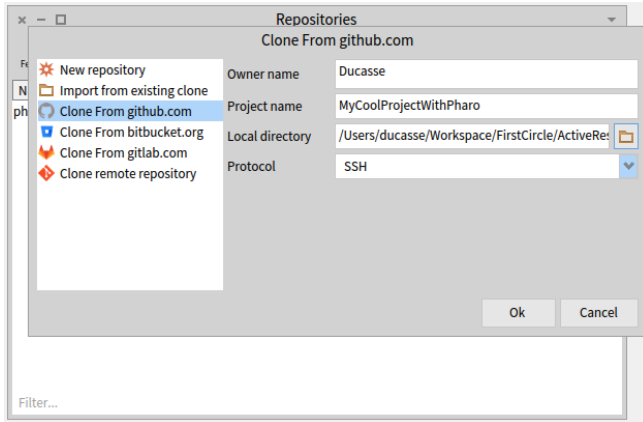 Repositories
Clone From github.com
Fe
N
ph
New repository
Import from existing clone
Clone From github.com
Clone From bitbucket.org
Clone From gitlab.com
Clone remote repository
Owner name
Ducasse
Project name
MyCoolProjectWithPharo
Local directory
/Users/ducasse/Workspace/FirstCircle/ActiveRes
Protocol
SSH
Ok
Cancel
Filter...